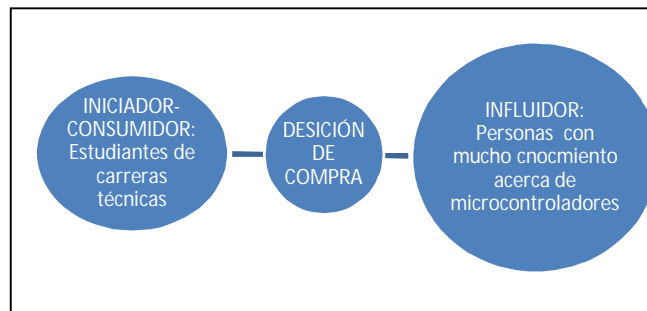 INICIADOR-
CONSUMIDOR:
Estudiantes de
carreras
técnicas
DESICIÓN
DE
COMPRA
INFLUIDOR:
Personas con
mucho cnocmiento
acerca de
microcontroladores